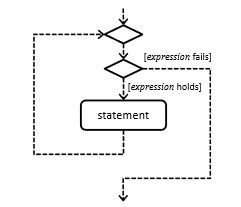 [expression fails]
[expression holds]
statement